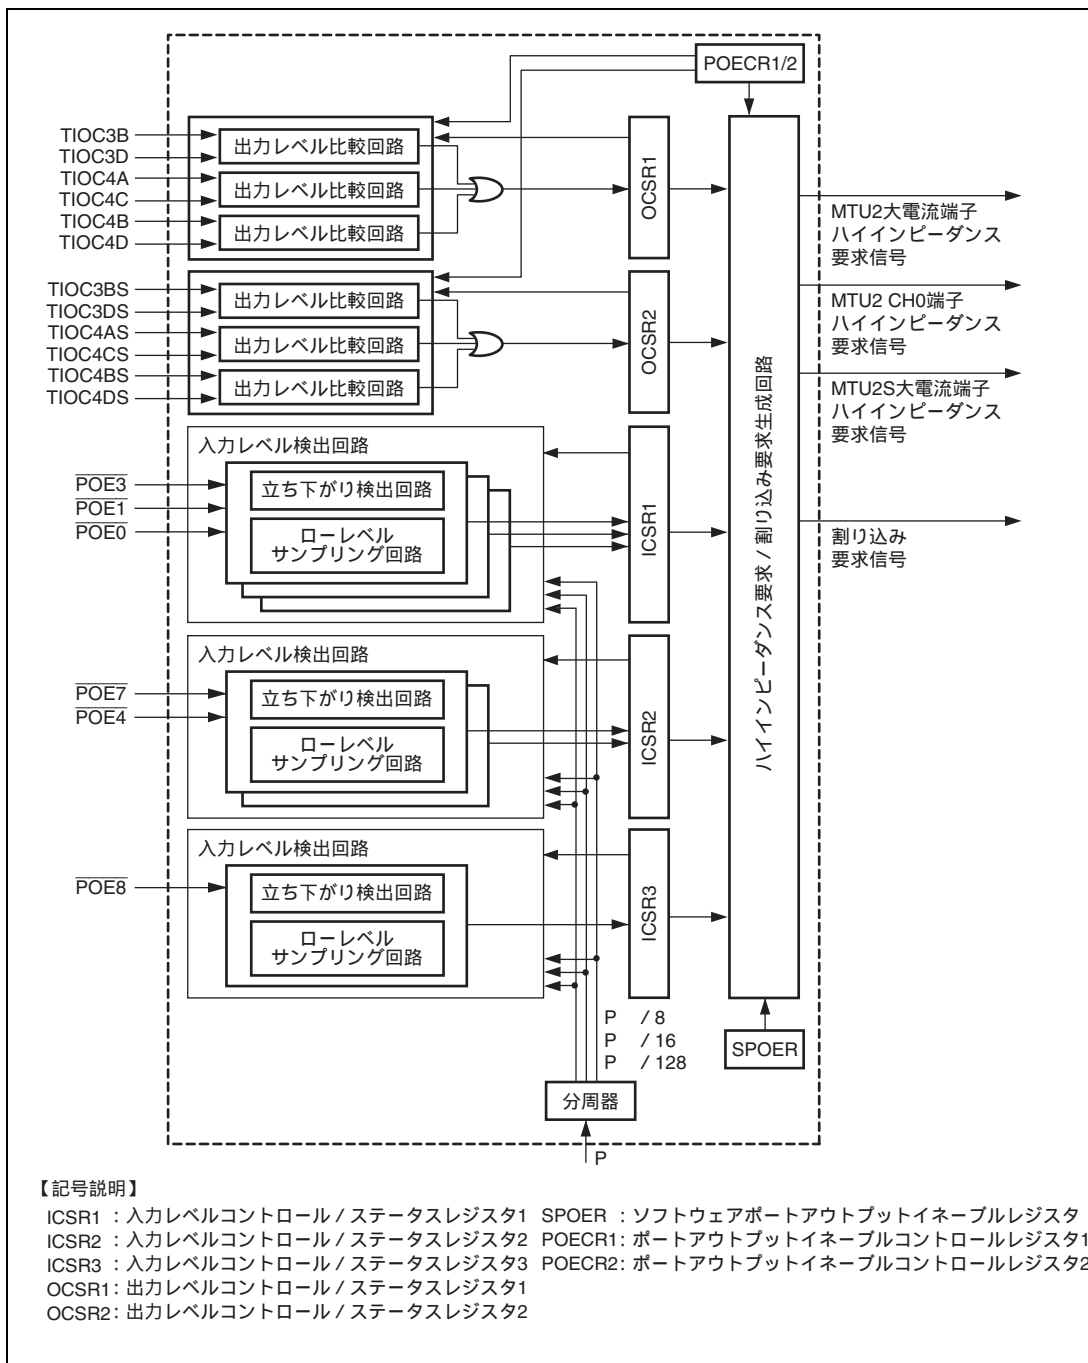 POECR1/2
TIOC3B
TIOC3D
TIOC4A
TIOC4C
TIOC4B
TIOC4D
出力レベル比較回路
出力レベル比較回路
出力レベル比較回路
OCSR1
TIOC3BS
TIOC3DS
TIOC4AS
TIOC4CS
TIOC4BS
TIOC4DS
出力レベル比較回路
出力レベル比較回路
出力レベル比較回路
OCSR2
入力レベル検出回路
POE3
POE1
POE0
立ち下がり検出回路
ローレベル
サンプリング回路
ICSR1
入力レベル検出回路
POE7
POE4
立ち下がり検出回路
ローレベル
サンプリング回路
ICSR2
入力レベル検出回路
POE8
立ち下がり検出回路
ローレベル
サンプリング回路
ICSR3
ハイインピーダンス要求 / 割り込み要求生成回路
MTU2大電流端子
ハイインピーダンス
要求信号
MTU2 CH0端子
ハイインピーダンス
要求信号
MTU2S大電流端子
ハイインピーダンス
要求信号
割り込み
要求信号
P / 8
P / 16
P / 128
SPOER
分周器
P
【記号説明】
ICSR1 : 入力レベルコントロール / ステータスレジスタ1 SPOER : ソフトウェアポートアウトプットイネーブルレジスタ
ICSR2 : 入力レベルコントロール / ステータスレジスタ2 POECR1: ポートアウトプットイネーブルコントロールレジスタ1
ICSR3 : 入力レベルコントロール / ステータスレジスタ3 POECR2: ポートアウトプットイネーブルコントロールレジスタ2
OCSR1: 出力レベルコントロール / ステータスレジスタ1
OCSR2: 出力レベルコントロール / ステータスレジスタ2